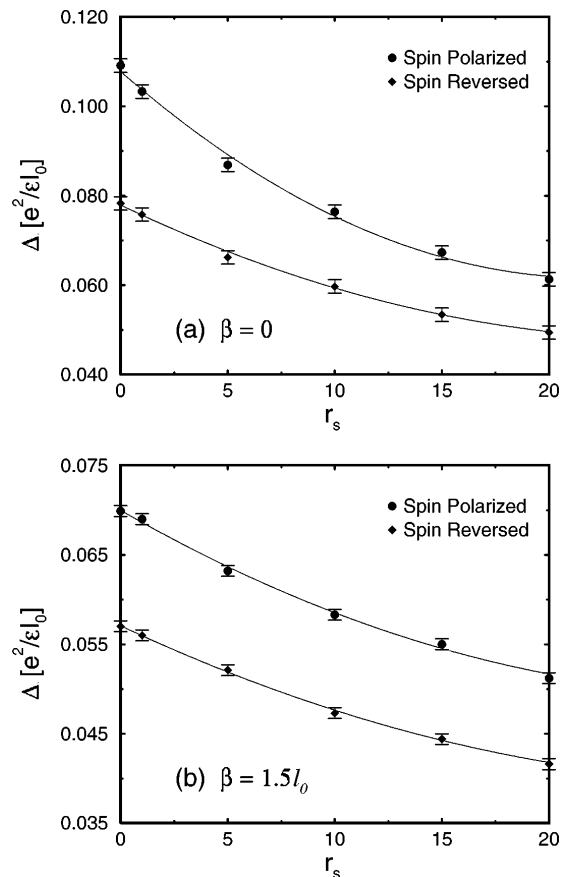 0.120
0.100
0.080
0.060
0.040
Δ [e²/εl₀]
● Spin Polarized
◆ Spin Reversed
(a) β = 0
0 5 10 15 20
rₛ
0.075
0.065
0.055
0.045
0.035
Δ [e²/εl₀]
● Spin Polarized
◆ Spin Reversed
(b) β = 1.5l₀
0 5 10 15 20
rₛ